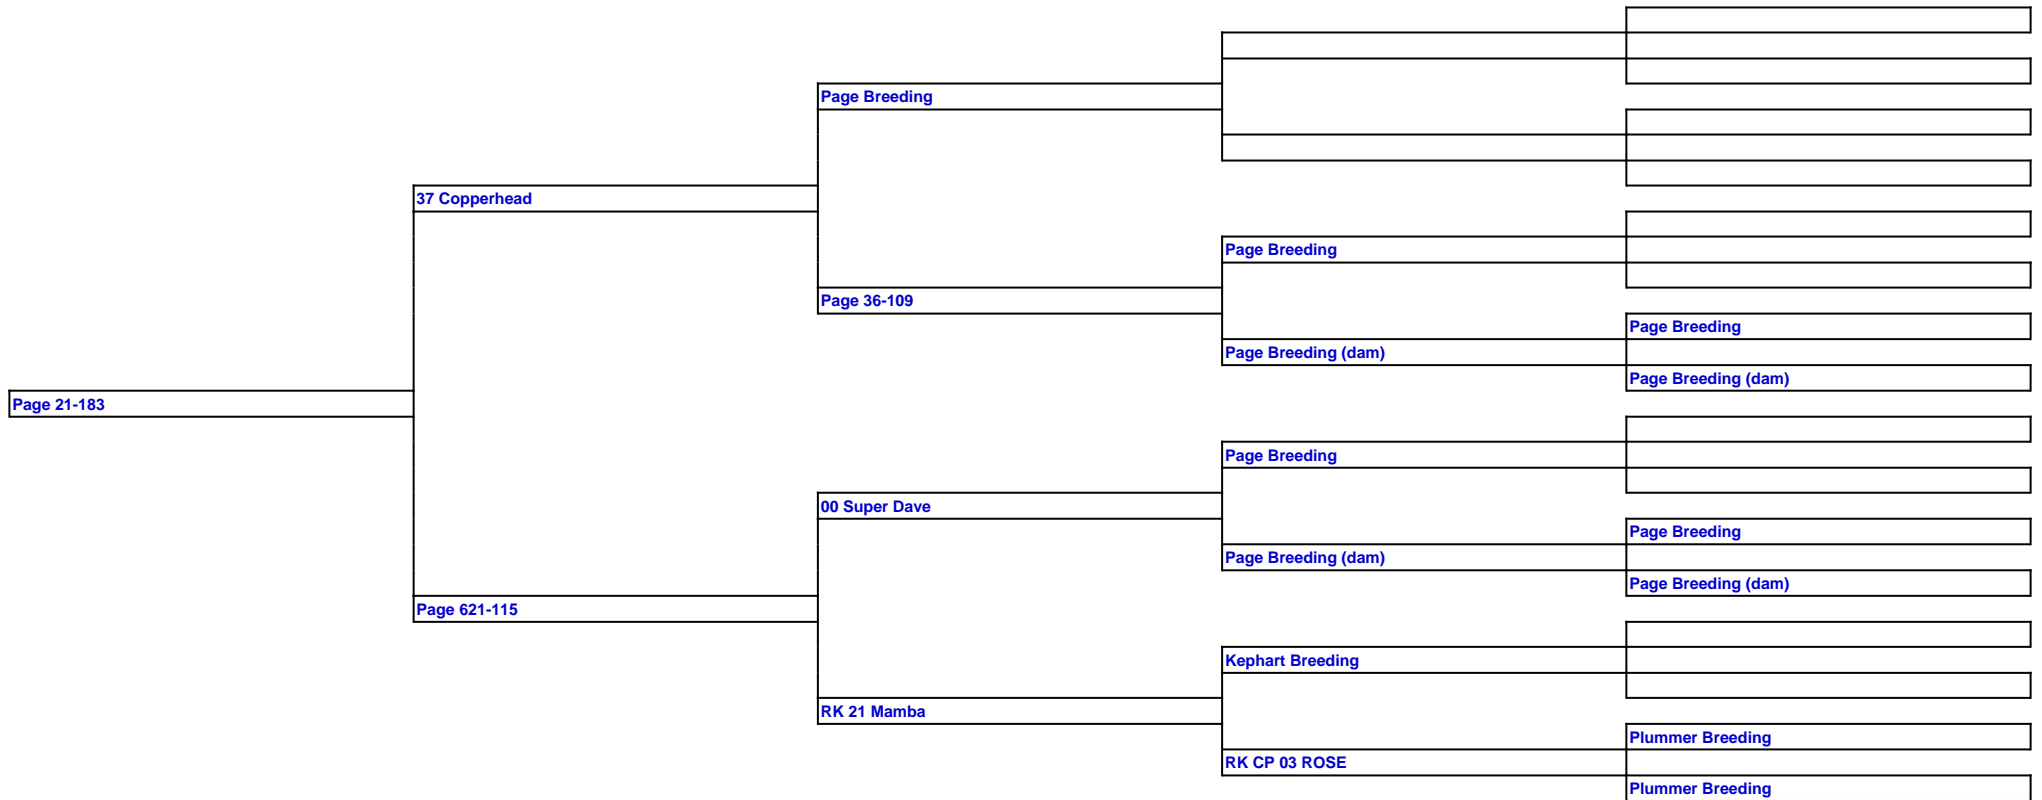 Page Breeding
37 Copperhead
Page Breeding
Page 36-109
Page Breeding
Page Breeding (dam)
Page Breeding (dam)
Page 21-183
Page Breeding
00 Super Dave
Page Breeding
Page Breeding (dam)
Page Breeding (dam)
Page 621-115
Kephart Breeding
RK 21 Mamba
Plummer Breeding
RK CP 03 ROSE
Plummer Breeding